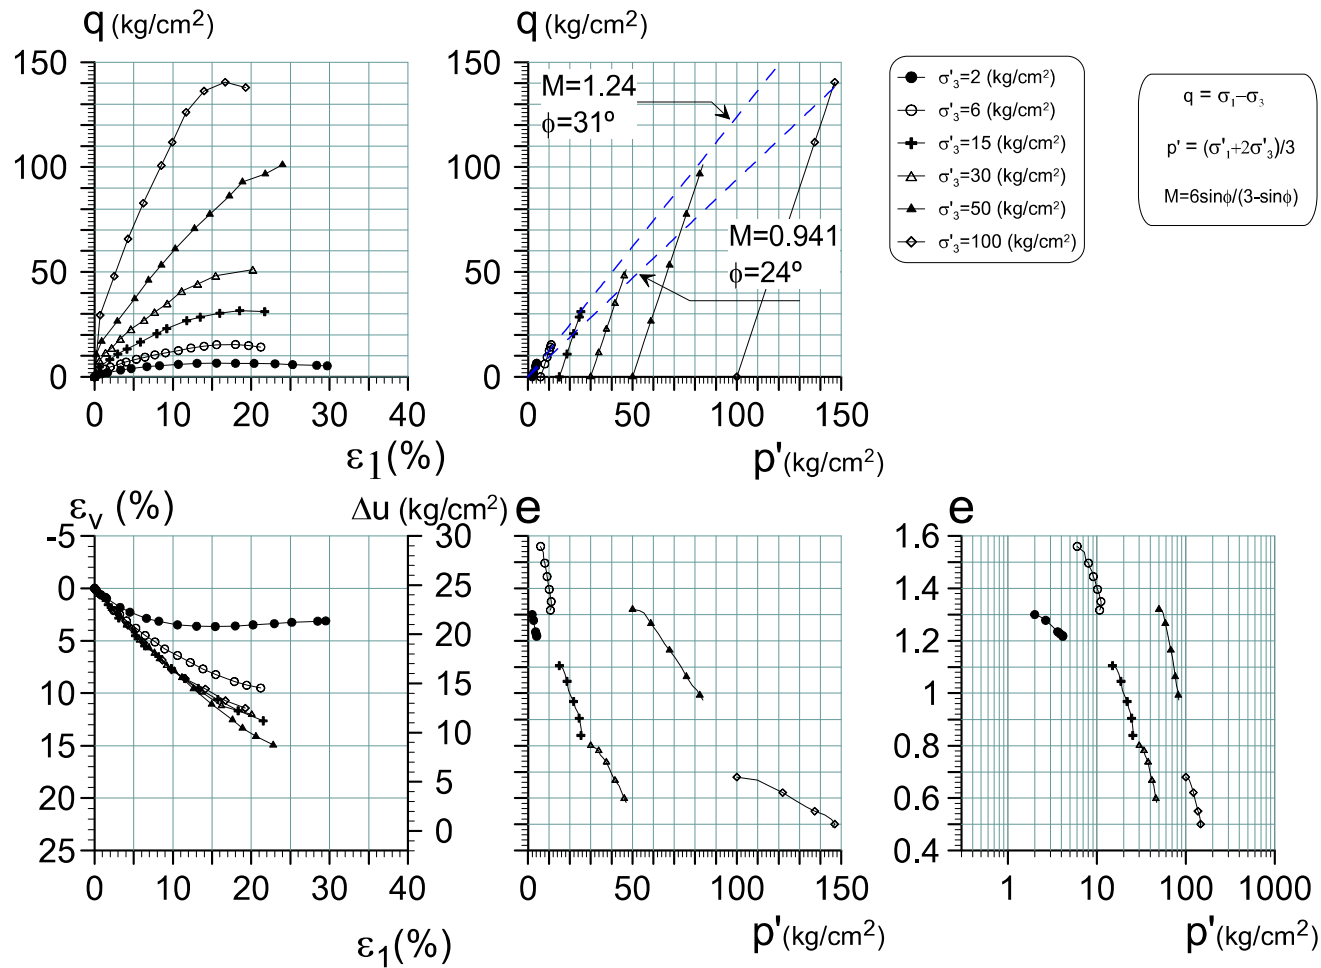 q (kg/cm²)
150
100
50
0
0 10 20 30 40
ε1(%)
q (kg/cm²)
150
100
50
0
0 50 100 150
p'(kg/cm²)
M=1.24
ϕ=31º
M=0.941
ϕ=24º
σ'3=2 (kg/cm²)
σ'3=6 (kg/cm²)
σ'3=15 (kg/cm²)
σ'3=30 (kg/cm²)
σ'3=50 (kg/cm²)
σ'3=100 (kg/cm²)
q = σ1–σ3
p' = (σ'1+2σ'3)/3
M=6sinϕ/(3-sinϕ)
εv (%)
-5
0
5
10
15
20
25
0 10 20 30 40
ε1(%)
Δu (kg/cm²)
30
25
20
15
10
5
0
e
0 50 100 150
p'(kg/cm²)
e
1.6
1.4
1.2
1
0.8
0.6
0.4
1 10 100 1000
p'(kg/cm²)